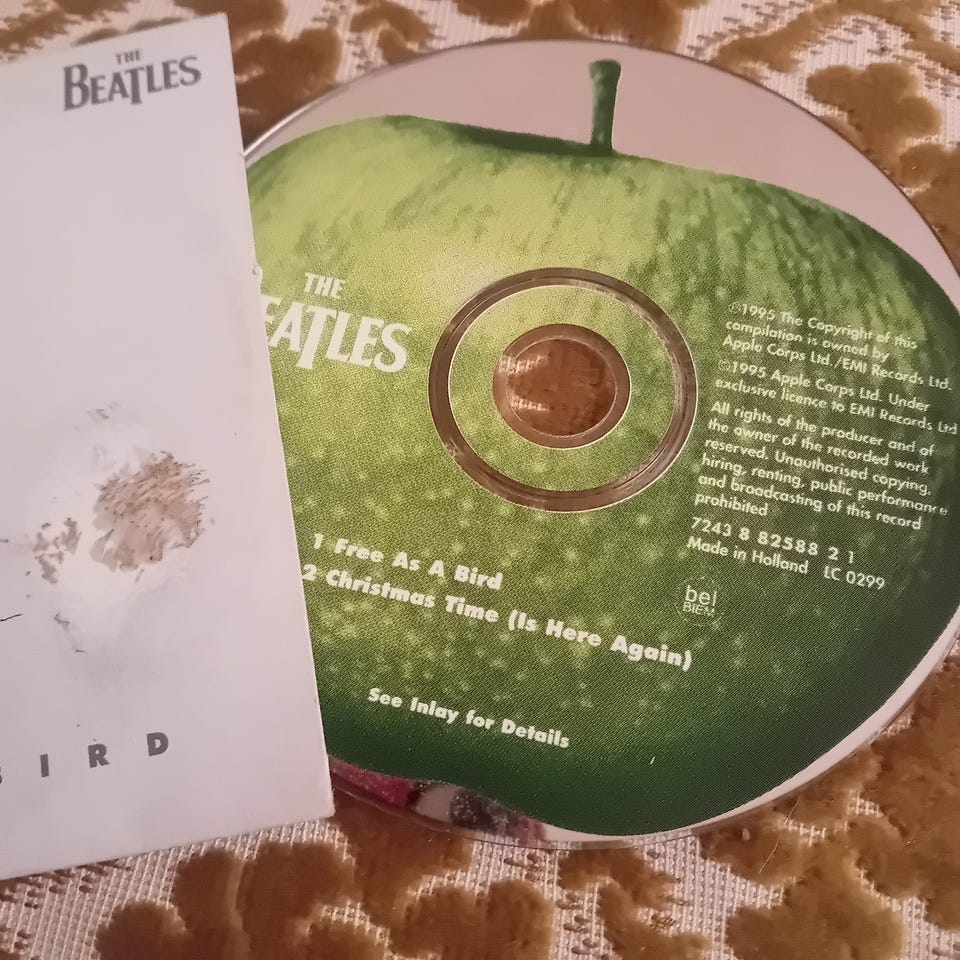 THE
BEATLES
BIRD
THE
BEATLES
©1995 The Copyright of this
compilation is owned by
Apple Corps Ltd./EMI Records Ltd.
℗1995 Apple Corps Ltd. Under
exclusive licence to EMI Records Ltd
All rights of the producer and of
the owner of the recorded work
reserved. Unauthorised copying,
hiring, renting, public performance
and broadcasting of this record
prohibited
7243 8 82588 2 1
Made in Holland LC 0299
bel
BIEM
1 Free As A Bird
2 Christmas Time (Is Here Again)
See Inlay for Details